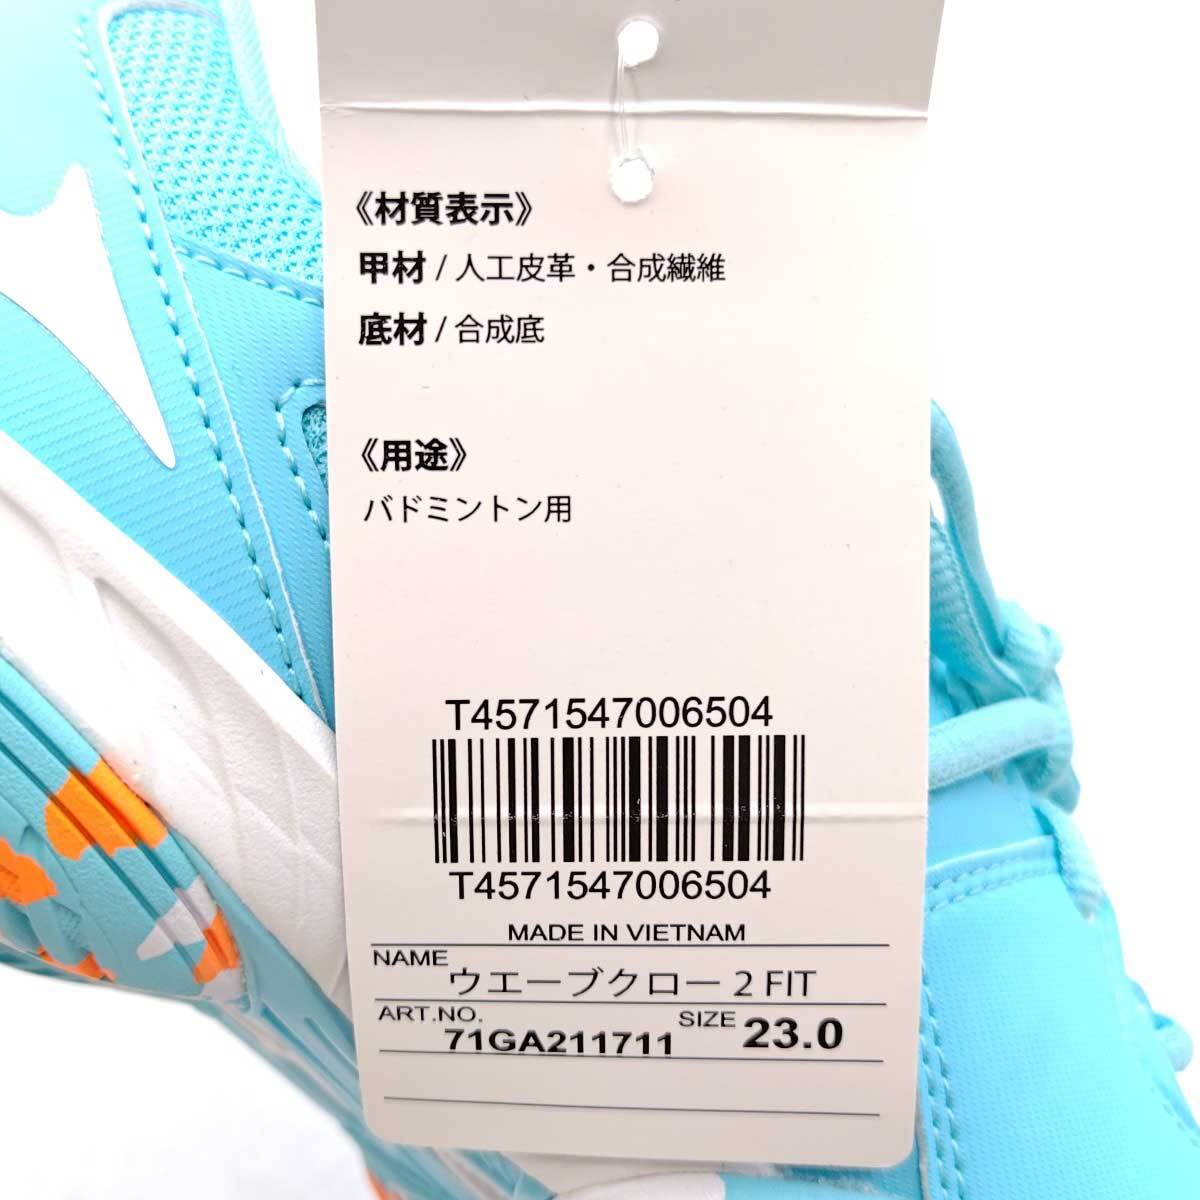 《材質表示》
甲材 / 人工皮革・合成繊維
底材 / 合成底
《用途》
バドミントン用
T4571547006504
T4571547006504
MADE IN VIETNAM
NAME ウエーブクロー 2 FIT
ART.NO. 71GA211711 SIZE 23.0